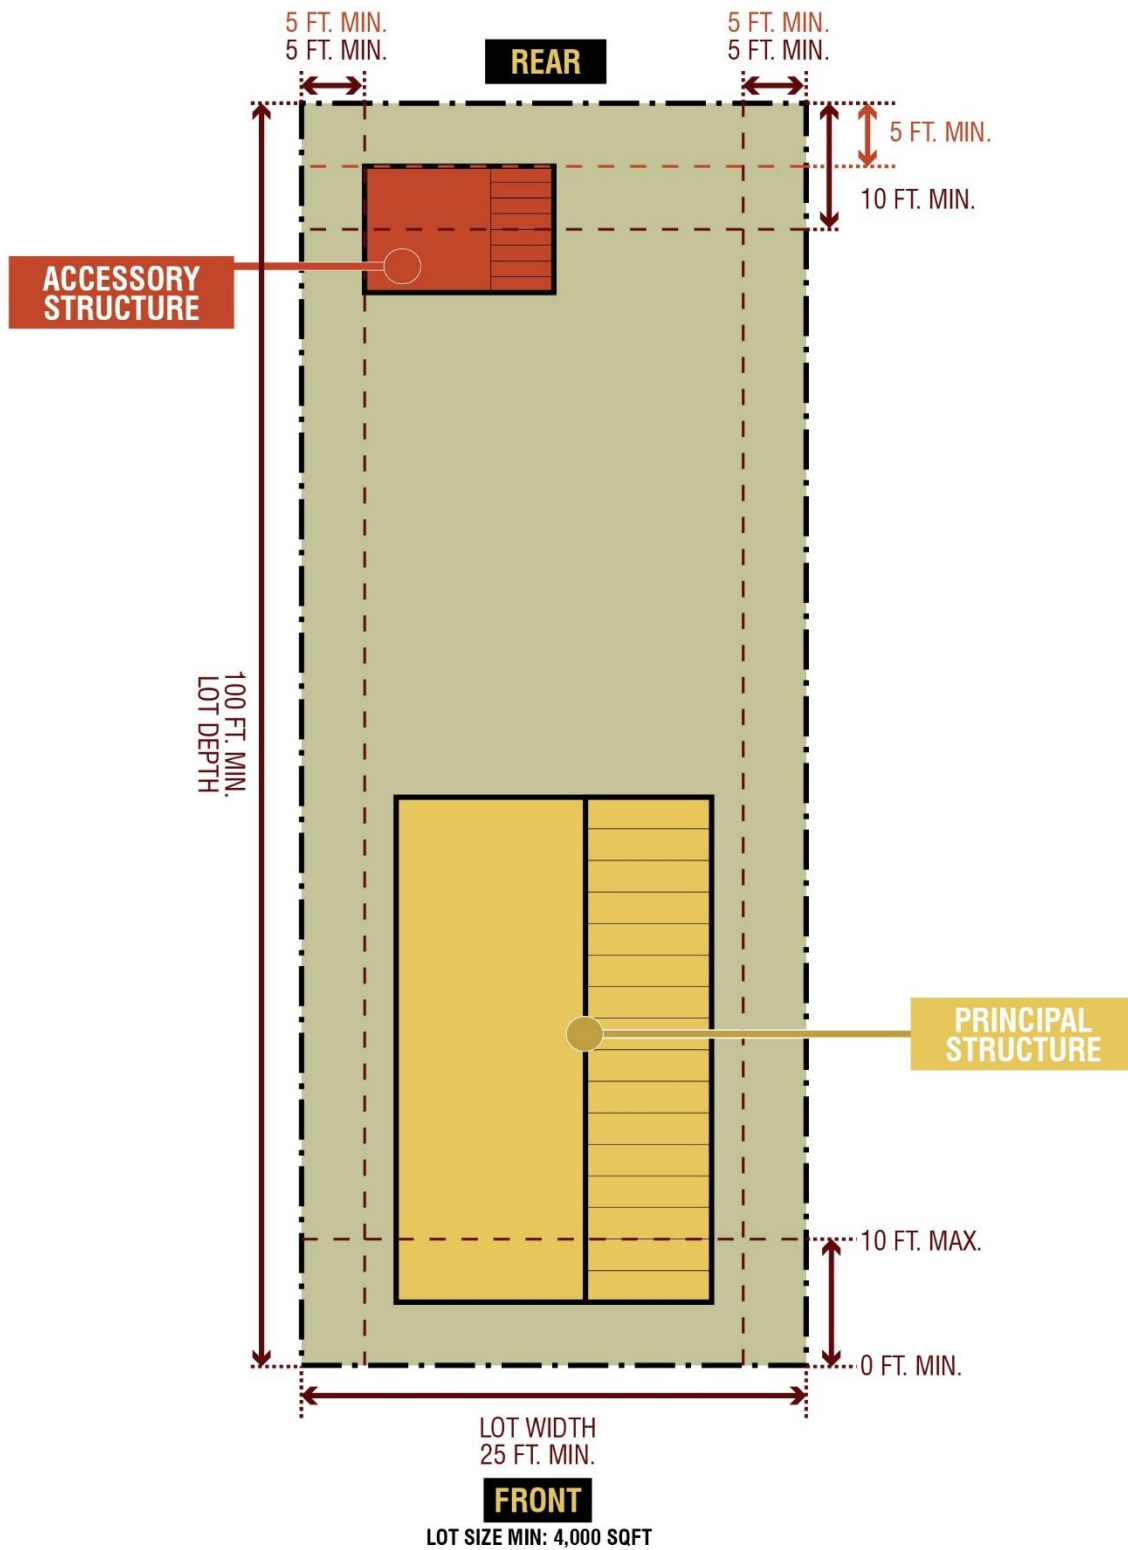 5 FT. MIN.
5 FT. MIN.
REAR
5 FT. MIN.
5 FT. MIN.
5 FT. MIN.
10 FT. MIN.
ACCESSORY
STRUCTURE
100 FT. MIN.
LOT DEPTH
PRINCIPAL
STRUCTURE
10 FT. MAX.
0 FT. MIN.
LOT WIDTH
25 FT. MIN.
FRONT
LOT SIZE MIN: 4,000 SQFT